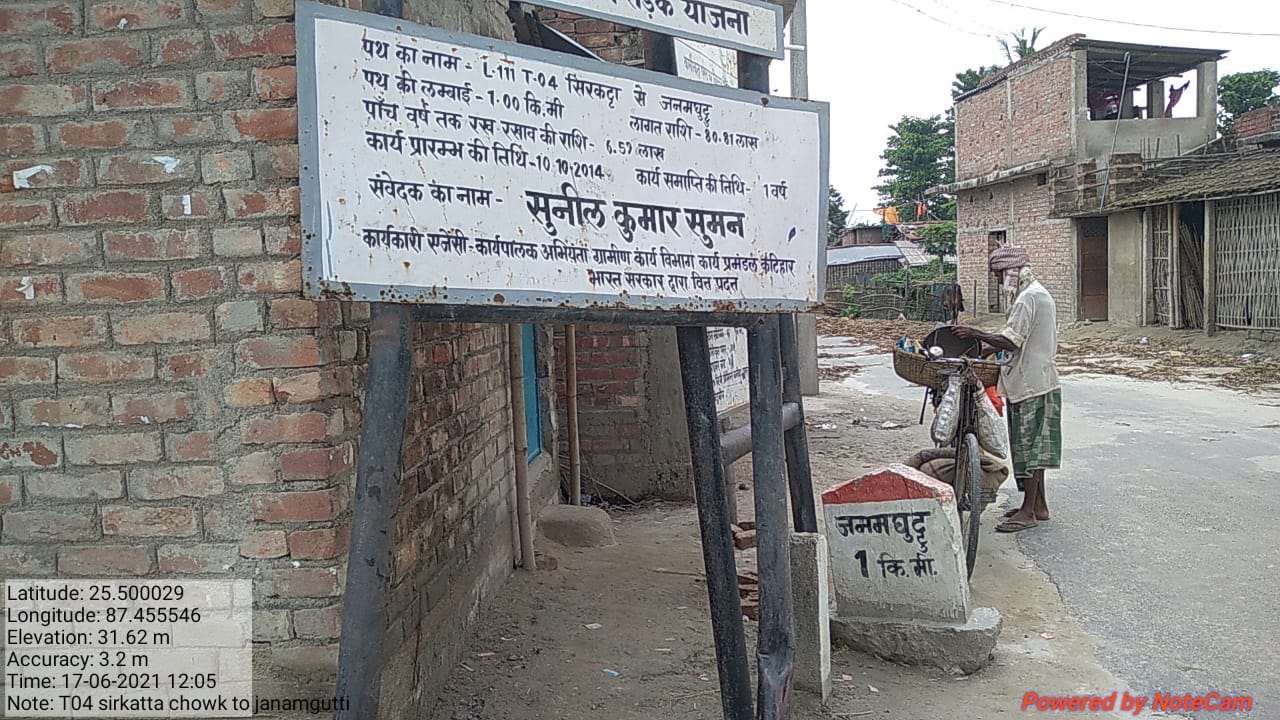 सड़क योजना
पथ का नाम - L-111 T-04 सिरकट्टा से जनमघुट्टू
पथ की लम्बाई - 1.00 कि.मी
लागत राशि - 80.81 लाख
पाँच वर्ष तक रख रखाव की राशि - 6.52 लाख
कार्य प्रारम्भ की तिथि - 10.10.2014
कार्य समाप्ति की तिथि - 1 वर्ष
संवेदक का नाम - सुनील कुमार सुमन
कार्यकारी एजेंसी - कार्यपालक अभियंता ग्रामीण कार्य विभाग कार्य प्रमंडल कटिहार
भारत सरकार द्वारा वित्त प्रदत्त
जनमघुट्टू
1 कि.मी.
Latitude: 25.500029
Longitude: 87.455546
Elevation: 31.62 m
Accuracy: 3.2 m
Time: 17-06-2021 12:05
Note: T04 sirkatta chowk to janamgutti
Powered by NoteCam